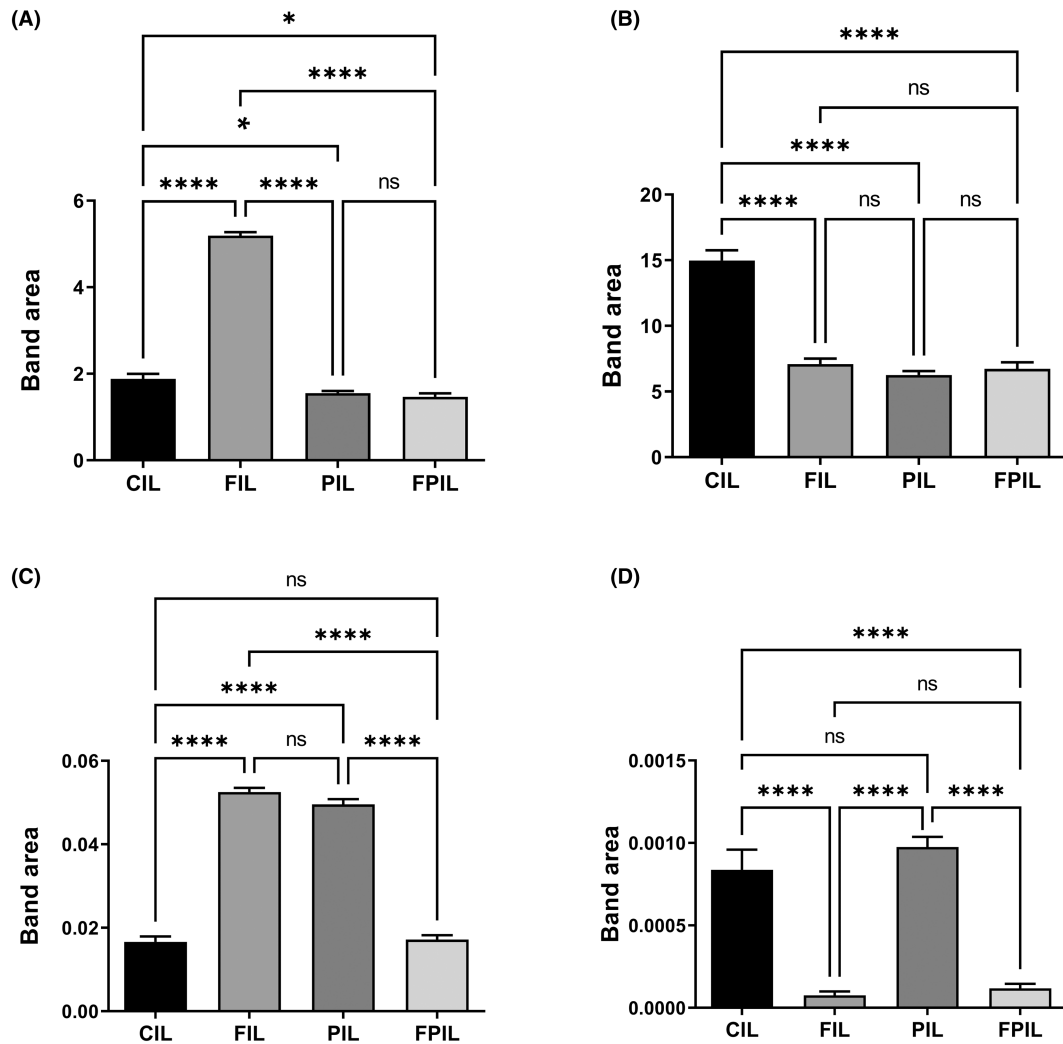 (A)
*
****
*
**** **** ns
Band area
6
4
2
0
CIL FIL PIL FPIL
(B)
****
ns
****
**** ns ns
Band area
20
15
10
5
0
CIL FIL PIL FPIL
(C)
ns
****
****
**** ns ****
Band area
0.06
0.04
0.02
0.00
CIL FIL PIL FPIL
(D)
****
ns
ns
**** **** ****
Band area
0.0015
0.0010
0.0005
0.0000
CIL FIL PIL FPIL